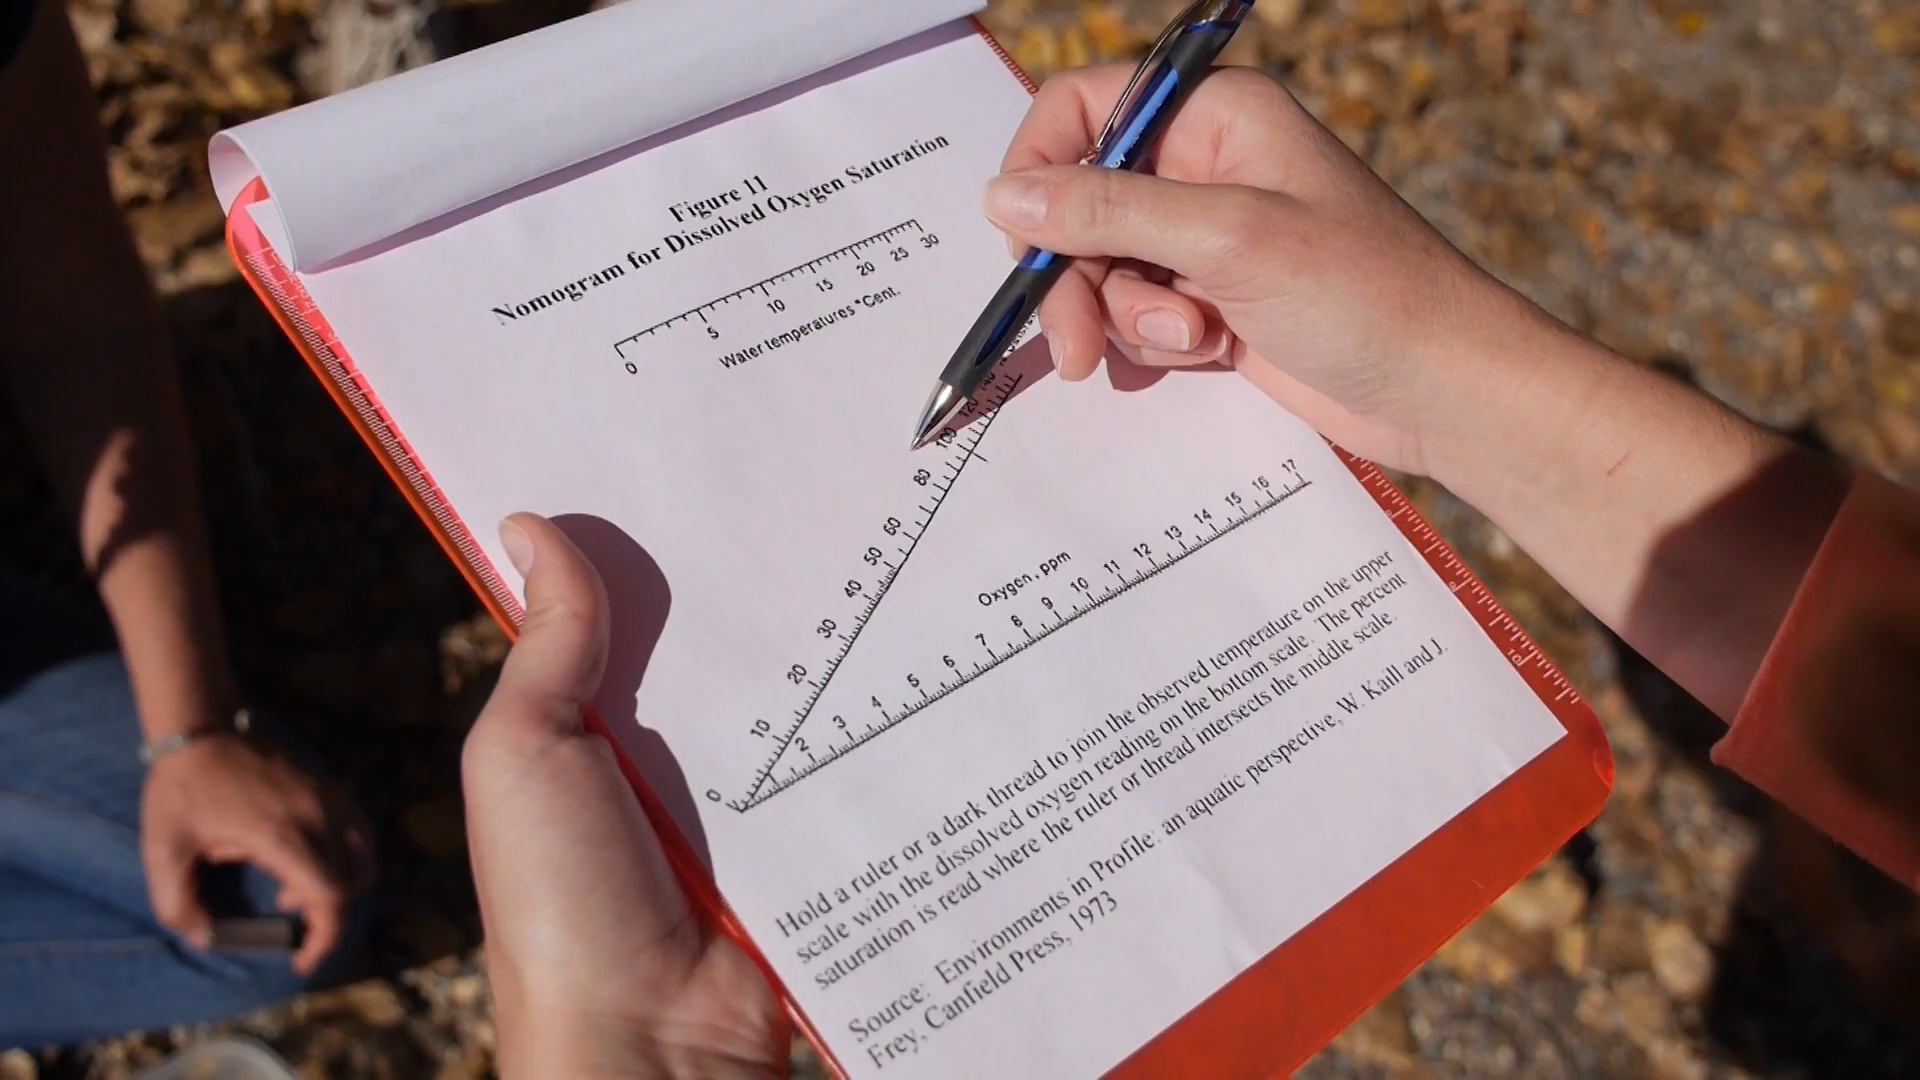 Figure 11
Nomogram for Dissolved Oxygen Saturation
0 5 10 15 20 25 30
Water temperatures °Cent.
0 10 20 30 40 50 60 80 100 120 140
Oxygen, ppm
2 3 4 5 6 7 8 9 10 11 12 13 14 15 16 17
Hold a ruler or a dark thread to join the observed temperature on the upper
scale with the dissolved oxygen reading on the bottom scale. The percent
saturation is read where the ruler or thread intersects the middle scale.
Source: Environments in Profile: an aquatic perspective, W. Kaill and J.
Frey, Canfield Press, 1973